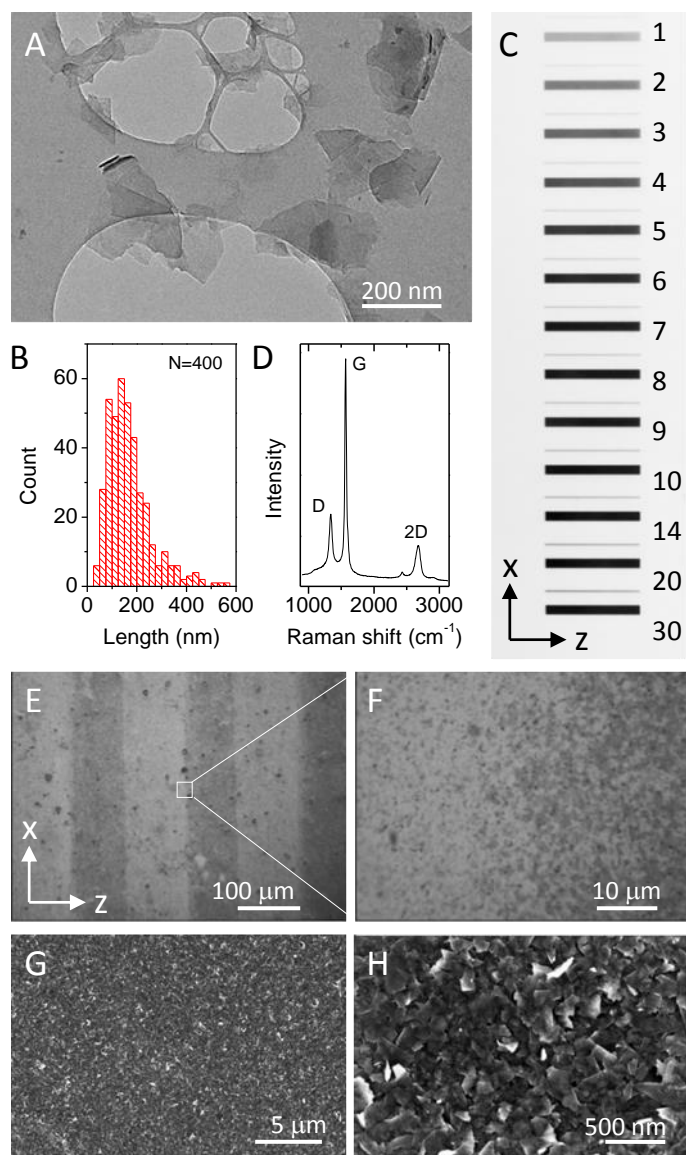 A
200 nm
C
1
2
3
4
5
6
7
8
9
10
14
20
30
X
Z
B
N=400
60
40
20
0
Count
0 200 400 600
Length (nm)
D
G
D
2D
Intensity
1000 2000 3000
Raman shift (cm⁻¹)
E
X
Z
100 μm
F
10 μm
G
5 μm
H
500 nm